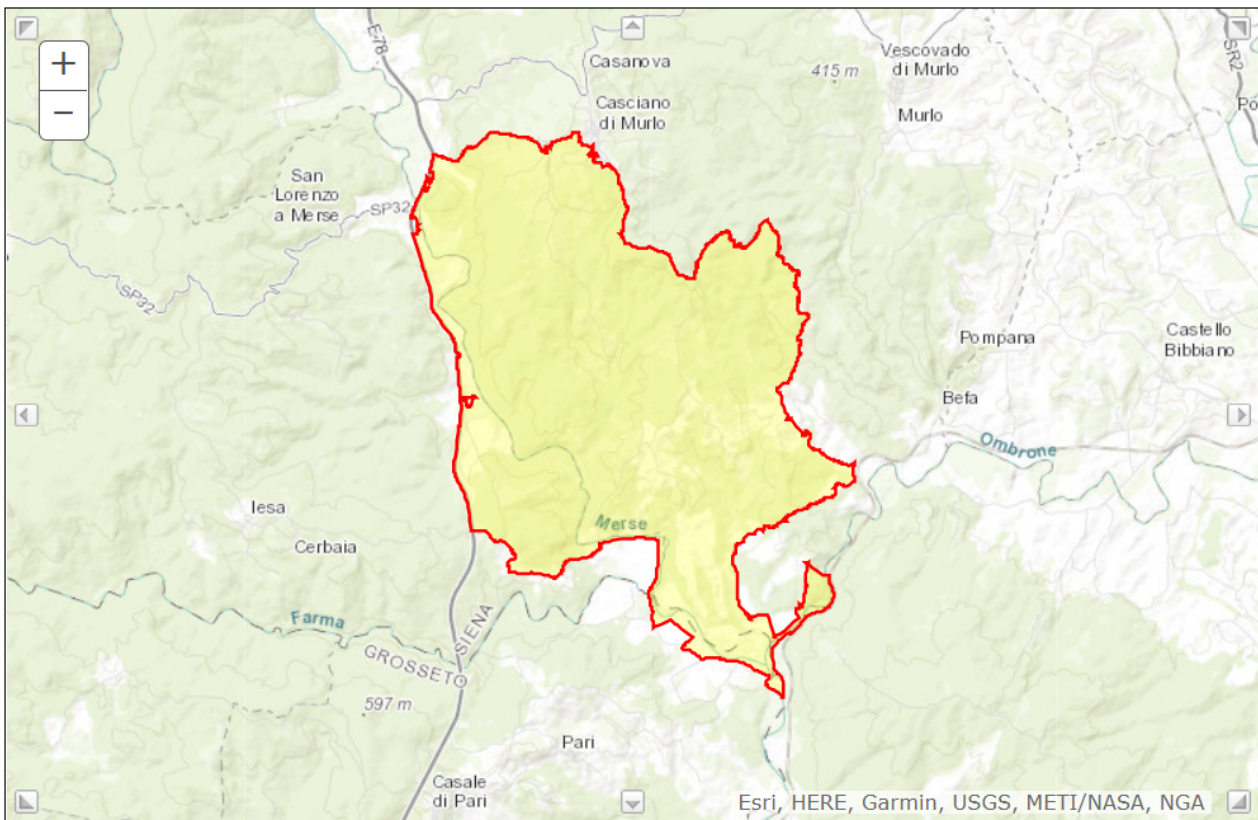 E-78
Casanova
Vescovado
di Murlo
SR2
+
415 m
Casciano
di Murlo
Murlo
−
San
Lorenzo
a Merse
SP32
SP32
Pompana
Castello
Bibbiano
Befa
Ombrone
Iesa
Merse
Cerbaia
Farma
SIENA
GROSSETO
597 m
Pari
Casale
di Pari
Esri, HERE, Garmin, USGS, METI/NASA, NGA